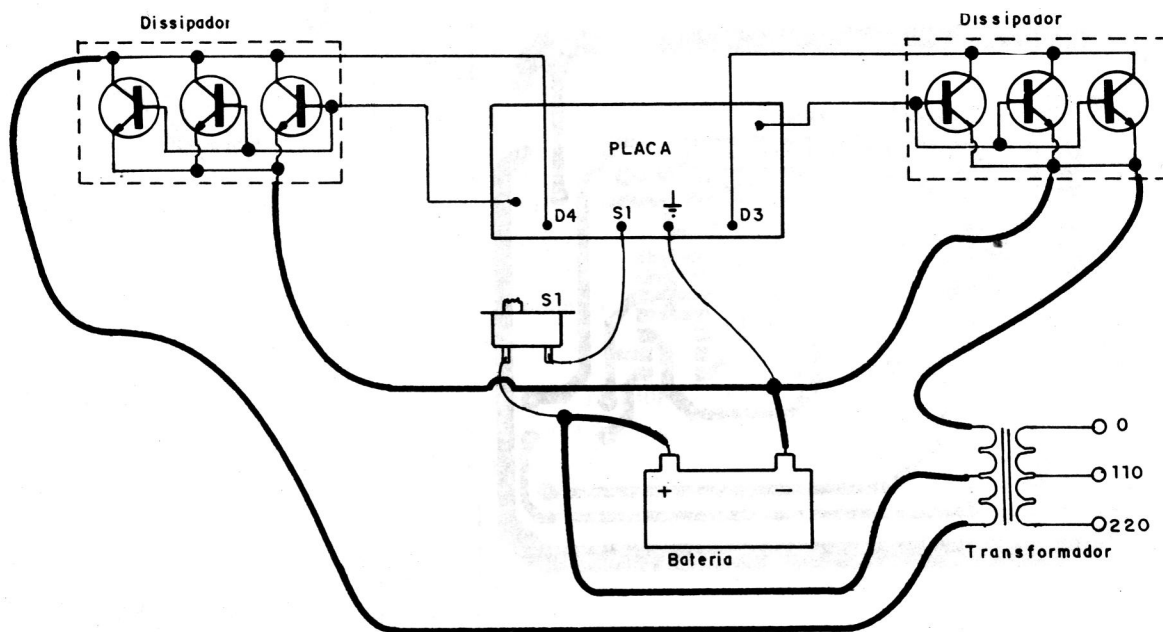 Dissipador
Dissipador
PLACA
D4
S1
D3
S1
+
−
Bateria
0
110
220
Transformador